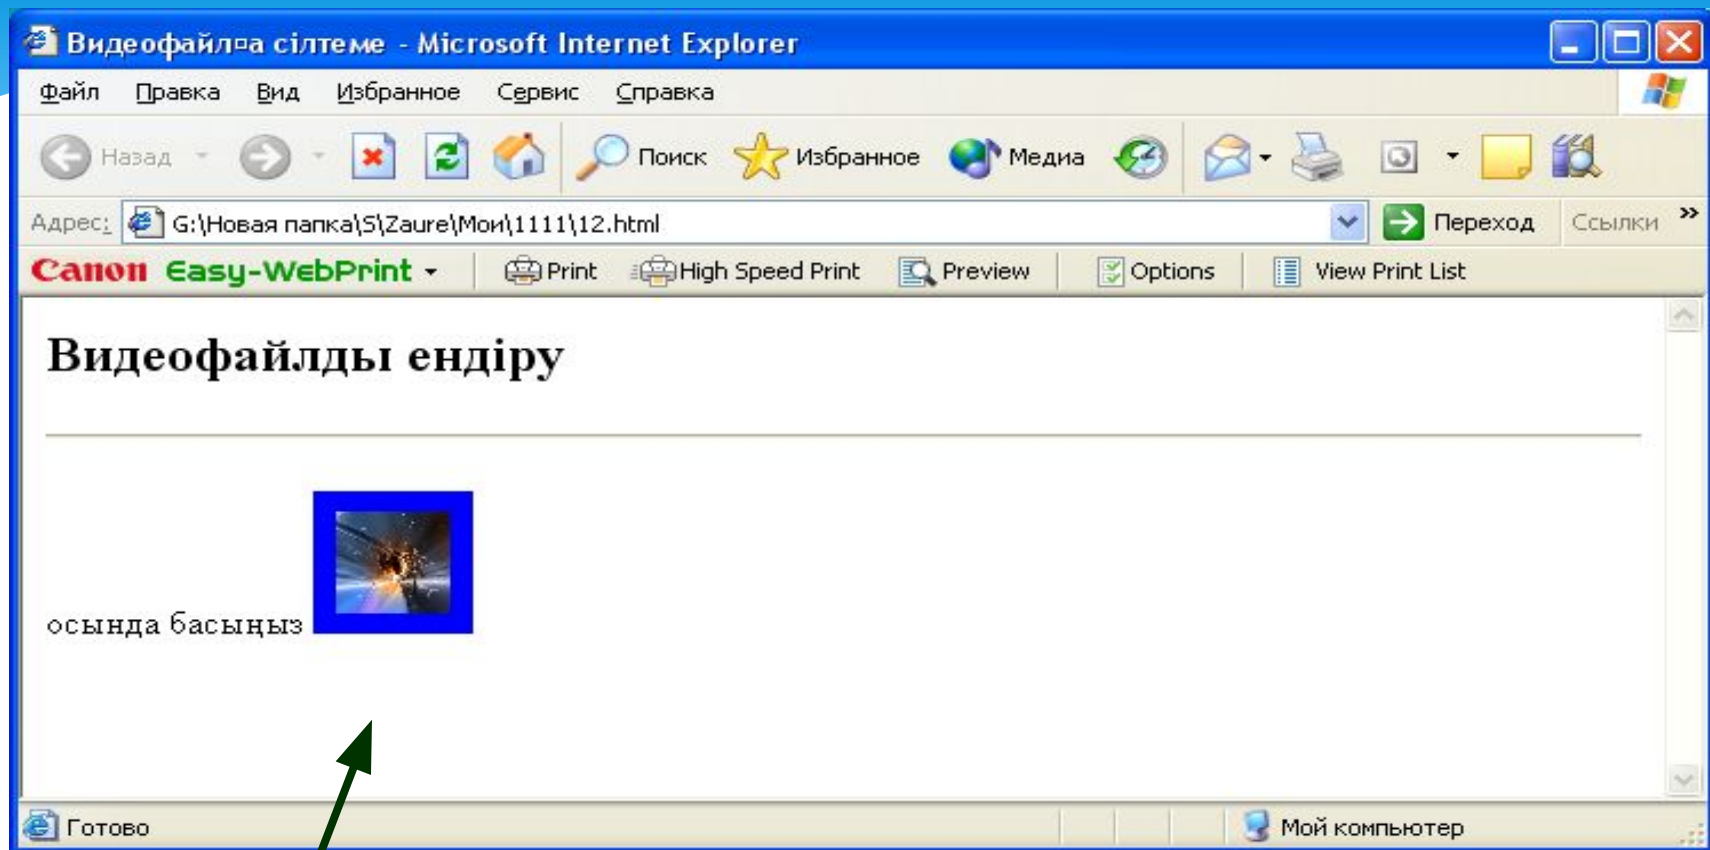 Видеофайл¤а сілтеме - Microsoft Internet Explorer
Файл Правка Вид Избранное Сервис Справка
Назад Поиск Избранное Медиа
Адрес: G:\Новая папка\S\Zaure\Мои\1111\12.html Переход Ссылки »
Canon Easy-WebPrint Print High Speed Print Preview Options View Print List
Видеофайлды ендіру
осында басыңыз
Готово Мой компьютер